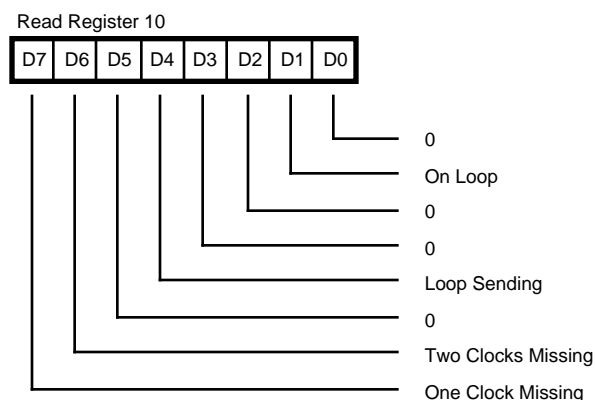 Read Register 10
D7 D6 D5 D4 D3 D2 D1 D0
0
On Loop
0
0
Loop Sending
0
Two Clocks Missing
One Clock Missing